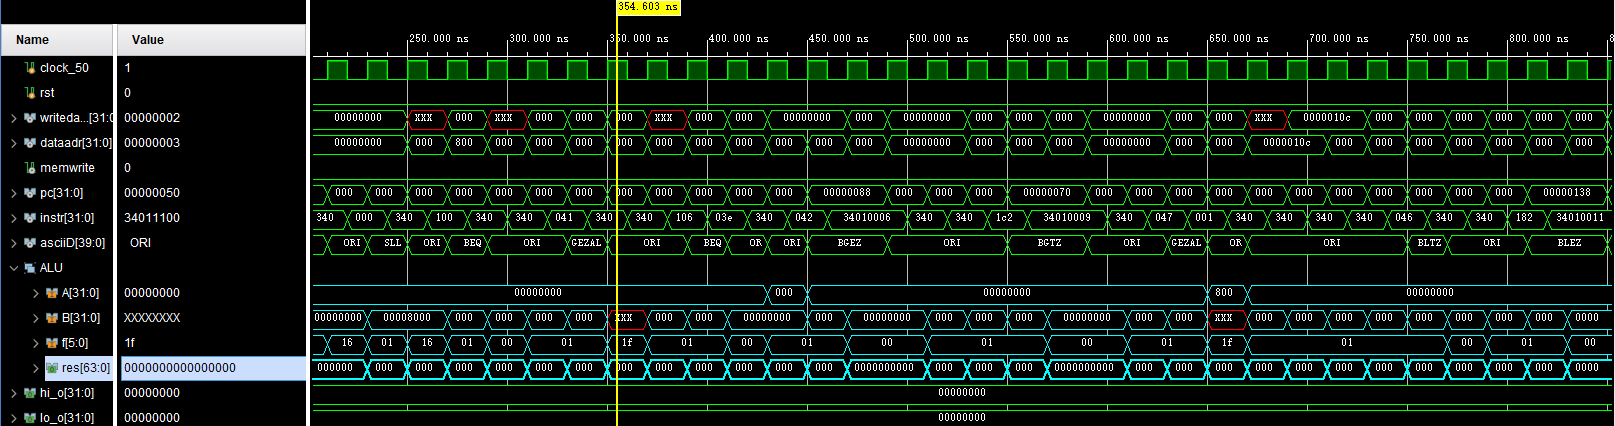 354.603 ns
Name Value
250.000 ns 300.000 ns 350.000 ns 400.000 ns 450.000 ns 500.000 ns 550.000 ns 600.000 ns 650.000 ns 700.000 ns 750.000 ns 800.000 ns
clock_50 1
rst 0
writeda...[31:0 00000002 00000000 XXX 000 XXX 000 000 000 XXX 000 000 00000000 000 000 00000000 000 000 00000000 000 000 XXX 0000010c 000 000 000 000 000 000
dataadr[31:0] 00000003 00000000 000 800 000 000 000 000 000 000 000 00000000 000 000 00000000 000 000 00000000 000 000 0000010c 000 000 000 000 000 000 000
memwrite 0
pc[31:0] 00000050 000 000 000 000 000 000 000 000 000 000 000 000 00000088 000 000 000 00000070 000 000 000 000 000 000 000 000 000 000 00000138
instr[31:0] 34011100 340 000 340 100 340 340 041 340 340 106 03e 340 042 34010006 340 340 1c2 34010009 340 047 001 340 340 340 340 046 340 340 182 34010011
asciiD[39:0] ORI ORI SLL ORI BEQ ORI GEZAL ORI BEQ OR ORI BGEZ ORI BGTZ ORI GEZAL OR ORI BLTZ ORI BLEZ
ALU
A[31:0] 00000000 00000000 000 00000000 800 00000000
B[31:0] XXXXXXXX 00000000 00008000 000 000 000 000 XXX 000 000 00000000 000 00000000 000 000 000 00000000 000 000 XXX 000 000 000 000 000 000 000 000 0000
f[5:0] 1f 16 01 16 01 00 01 1f 01 00 01 00 01 00 01 1f 01 00 01 00
res[63:0] 0000000000000000 000000 000 000 000 000 000 000 000 000 000 000 000 000 0000000000 000 000 000 0000000000 000 000 000 000 000 000 000 000 000 000 000 0000
hi_o[31:0] 00000000 00000000
lo_o[31:0] 00000000 00000000